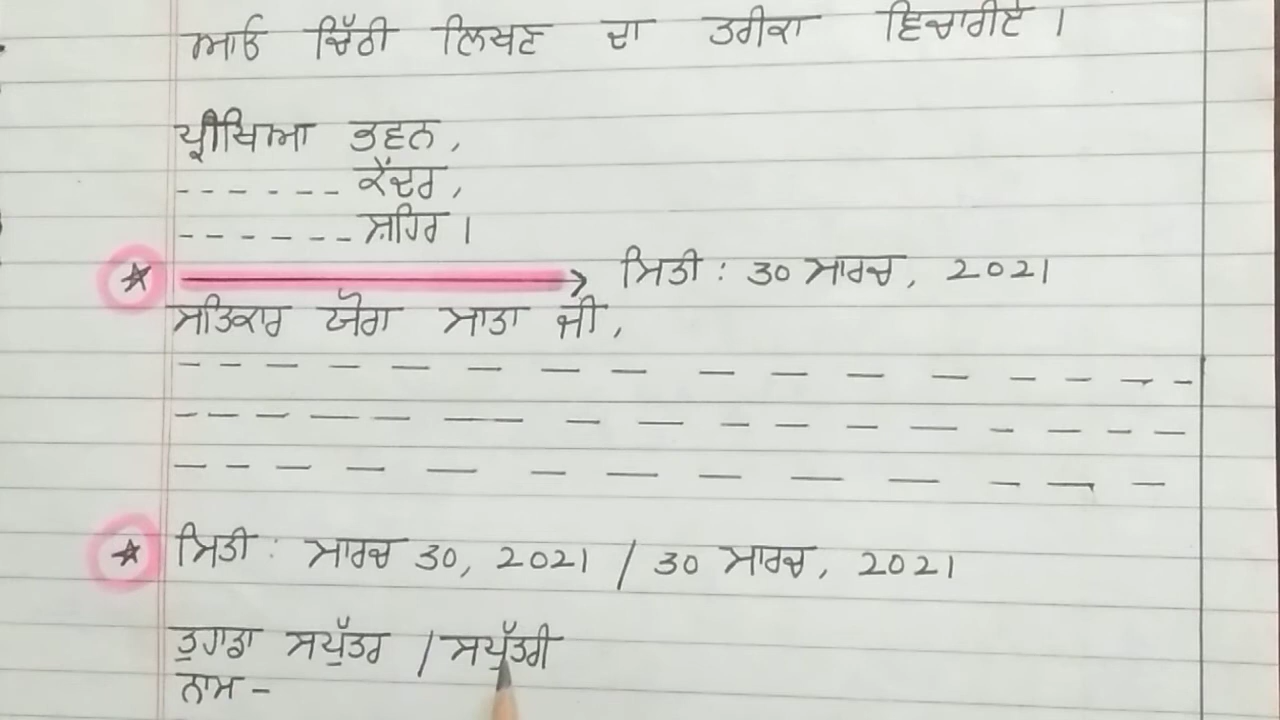 ਆਓ ਚਿੱਠੀ ਲਿਖਣ ਦਾ ਤਰੀਕਾ ਵਿਚਾਰੀਏ ।
ਪ੍ਰੀਖਿਆ ਭਵਨ,
------ ਕੇਂਦਰ,
------ ਸ਼ਹਿਰ ।
☆ → ਮਿਤੀ : 30 ਮਾਰਚ, 2021
ਸਤਿਕਾਰ ਯੋਗ ਮਾਤਾ ਜੀ,
☆ ਮਿਤੀ : ਮਾਰਚ 30, 2021 / 30 ਮਾਰਚ, 2021
ਤੁਹਾਡਾ ਸਪੁੱਤਰ / ਸਪੁੱਤਰੀ
ਨਾਮ -